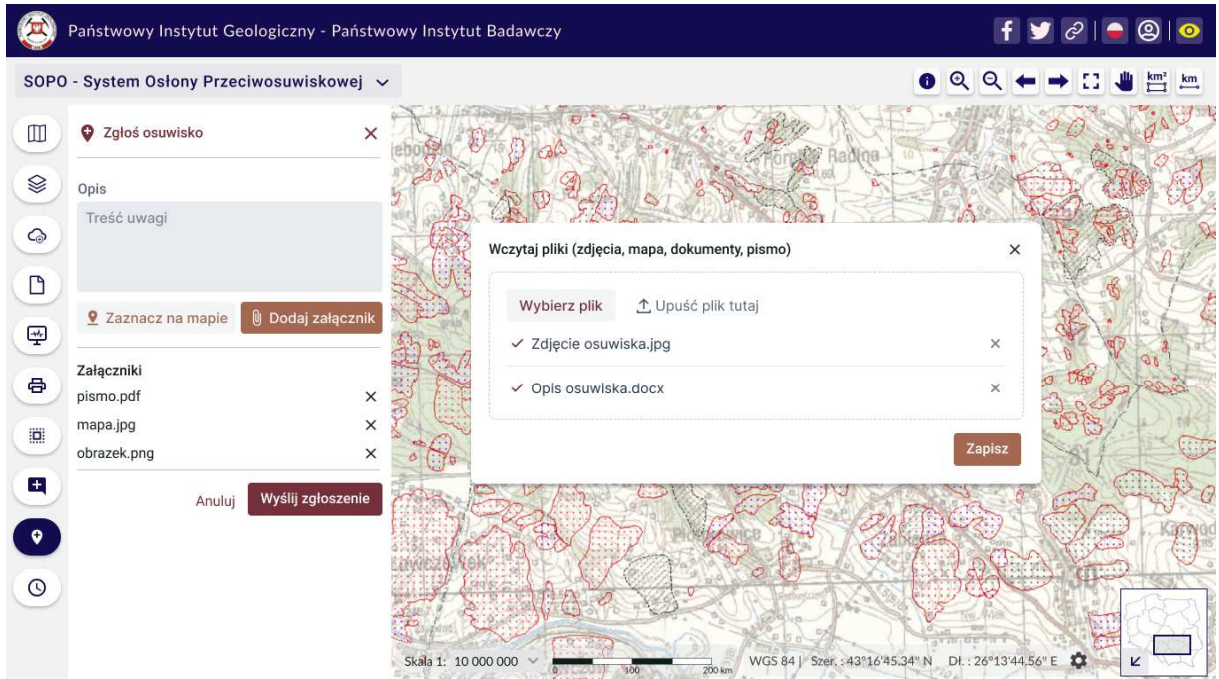 Państwowy Instytut Geologiczny - Państwowy Instytut Badawczy
SOPO - System Osłony Przeciwosuwiskowej
km²
km
Zgłoś osuwisko
Opis
Treść uwagi
Zaznacz na mapie
Dodaj załącznik
Załączniki
pismo.pdf
mapa.jpg
obrazek.png
Anuluj
Wyślij zgłoszenie
Wczytaj pliki (zdjęcia, mapa, dokumenty, pismo)
Wybierz plik
Upuść plik tutaj
Zdjęcie osuwiska.jpg
Opis osuwiska.docx
Zapisz
Radlna
Skala 1: 10 000 000
0 100 200 km
WGS 84 | Szer. : 43°16'45.34" N Dł. : 26°13'44.56" E